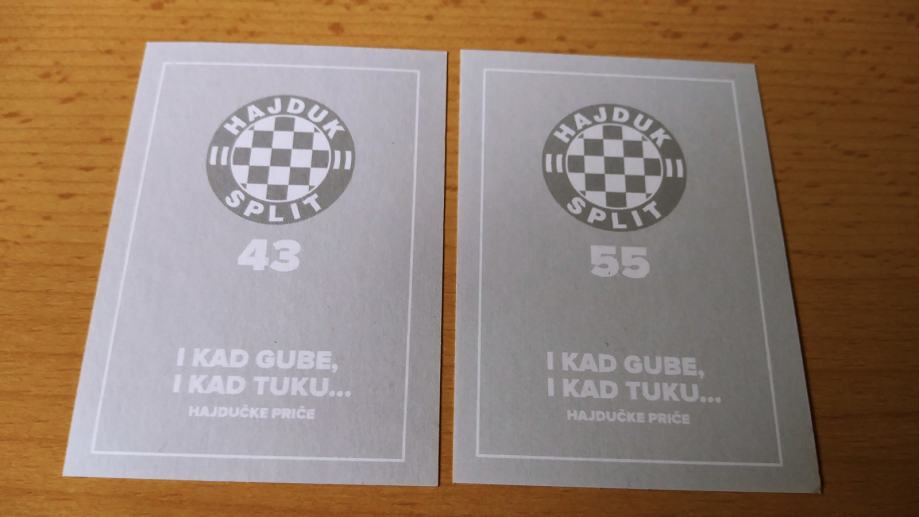 HAJDUK
SPLIT
43
I KAD GUBE,
I KAD TUKU...
HAJDUČKE PRIČE
HAJDUK
SPLIT
55
I KAD GUBE,
I KAD TUKU...
HAJDUČKE PRIČE